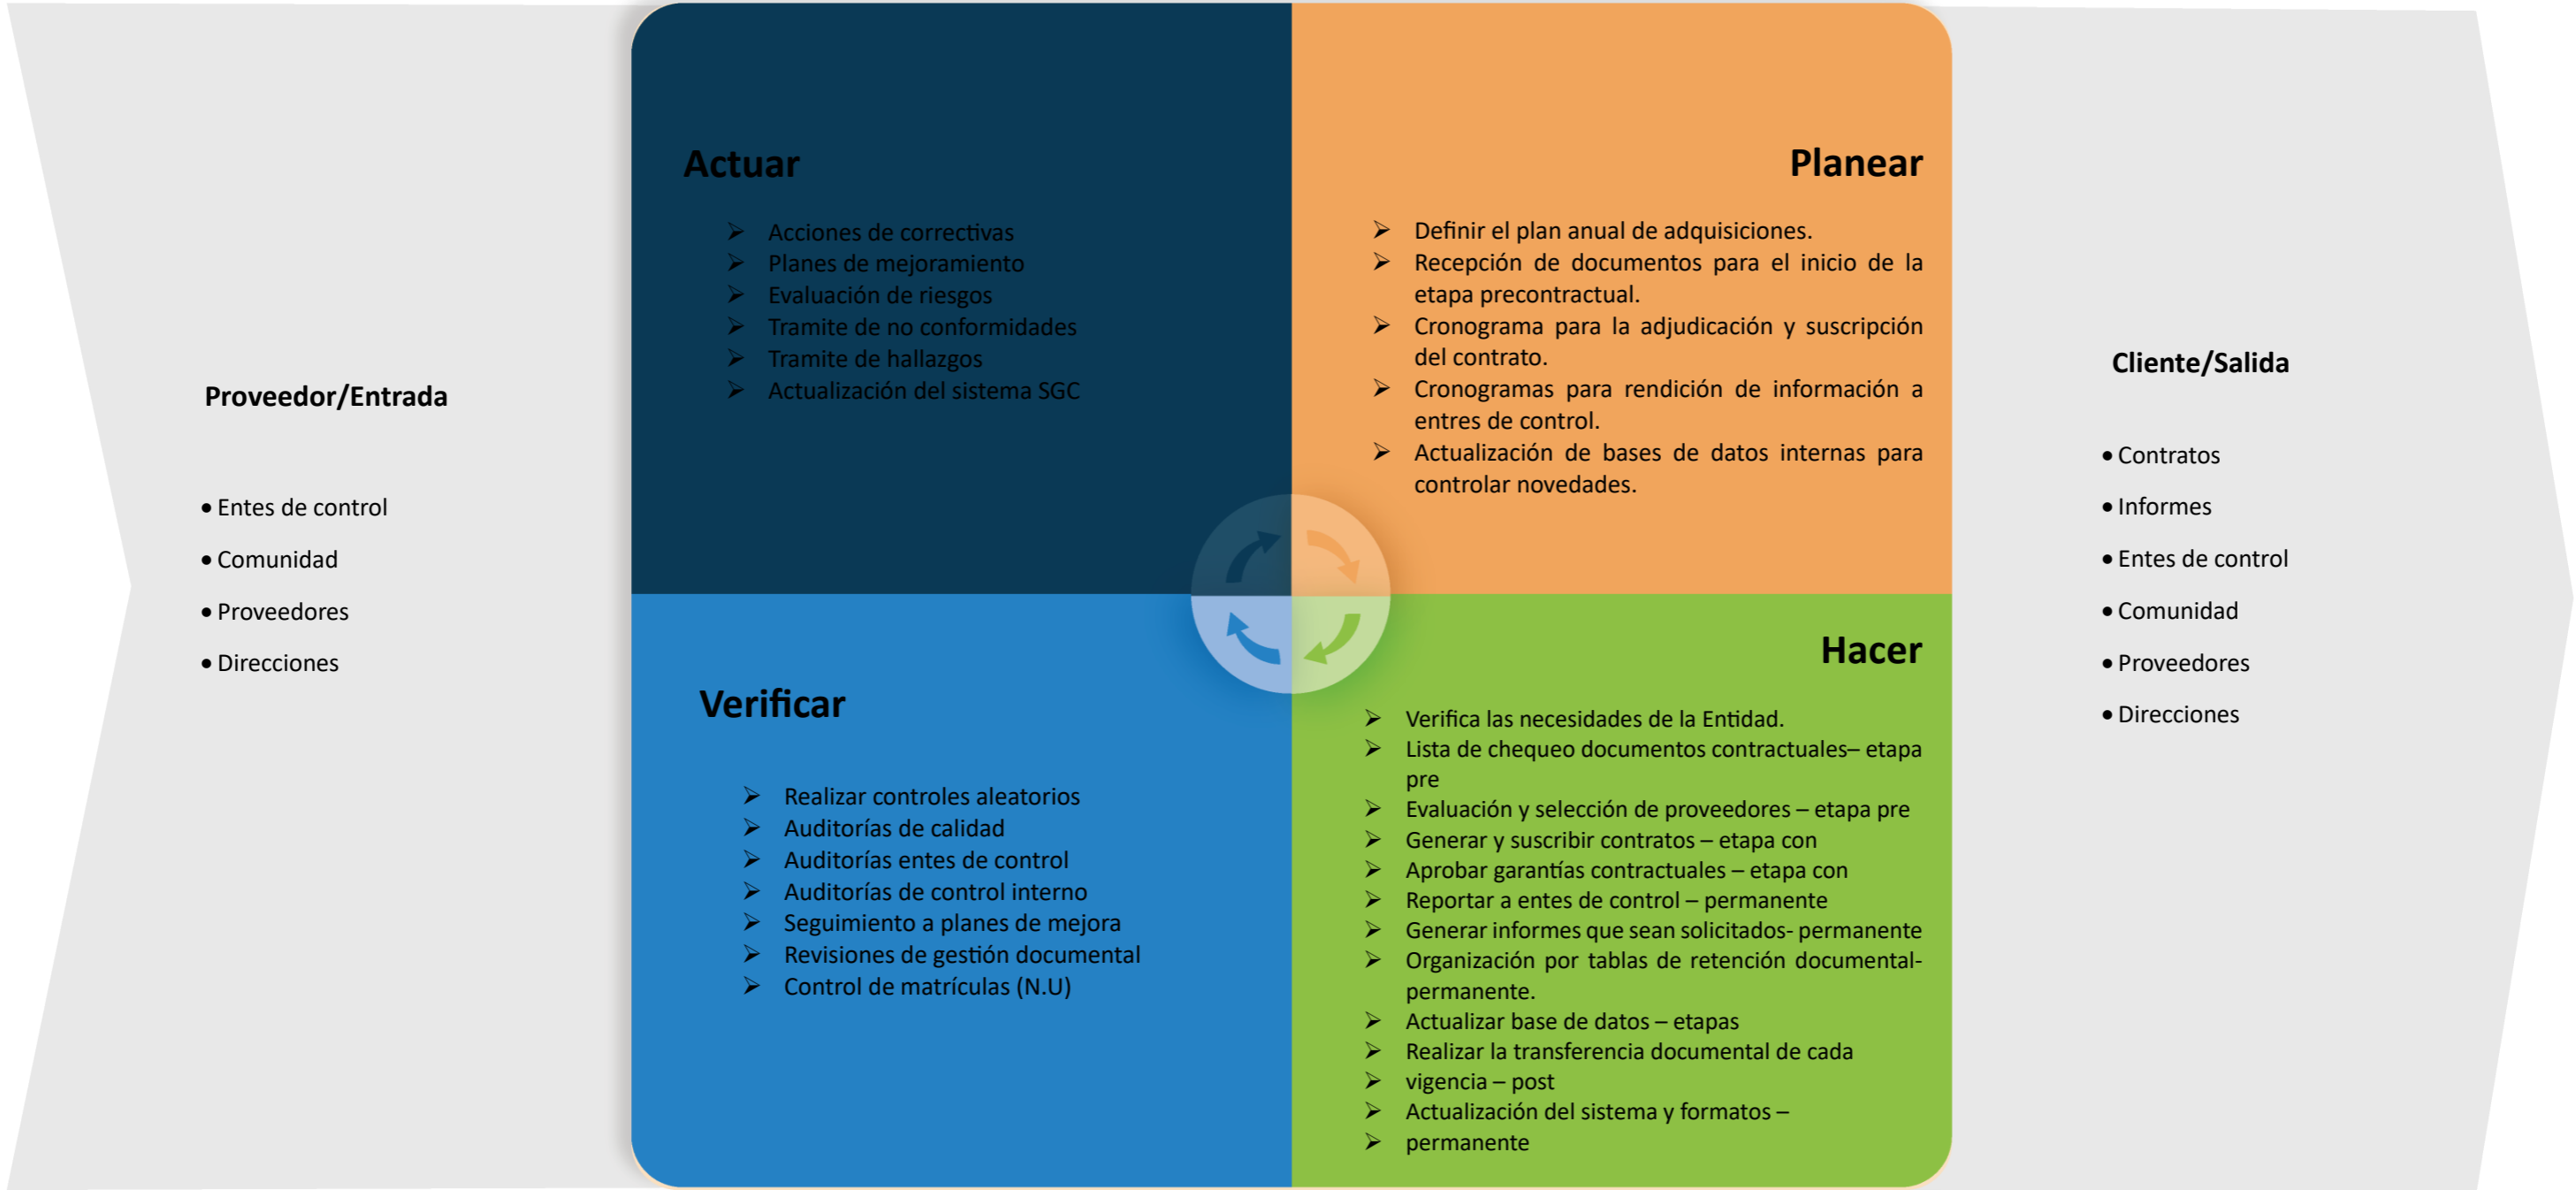 Proveedor/Entrada
• Entes de control
• Comunidad
• Proveedores
• Direcciones
Actuar
➢ Acciones de correctivas
➢ Planes de mejoramiento
➢ Evaluación de riesgos
➢ Tramite de no conformidades
➢ Tramite de hallazgos
➢ Actualización del sistema SGC
Planear
➢ Definir el plan anual de adquisiciones.
➢ Recepción de documentos para el inicio de la
etapa precontractual.
➢ Cronograma para la adjudicación y suscripción
del contrato.
➢ Cronogramas para rendición de información a
entres de control.
➢ Actualización de bases de datos internas para
controlar novedades.
Verificar
➢ Realizar controles aleatorios
➢ Auditorías de calidad
➢ Auditorías entes de control
➢ Auditorías de control interno
➢ Seguimiento a planes de mejora
➢ Revisiones de gestión documental
➢ Control de matrículas (N.U)
Hacer
➢ Verifica las necesidades de la Entidad.
➢ Lista de chequeo documentos contractuales– etapa
pre
➢ Evaluación y selección de proveedores – etapa pre
➢ Generar y suscribir contratos – etapa con
➢ Aprobar garantías contractuales – etapa con
➢ Reportar a entes de control – permanente
➢ Generar informes que sean solicitados- permanente
➢ Organización por tablas de retención documental-
permanente.
➢ Actualizar base de datos – etapas
➢ Realizar la transferencia documental de cada
➢ vigencia – post
➢ Actualización del sistema y formatos –
➢ permanente
Cliente/Salida
• Contratos
• Informes
• Entes de control
• Comunidad
• Proveedores
• Direcciones